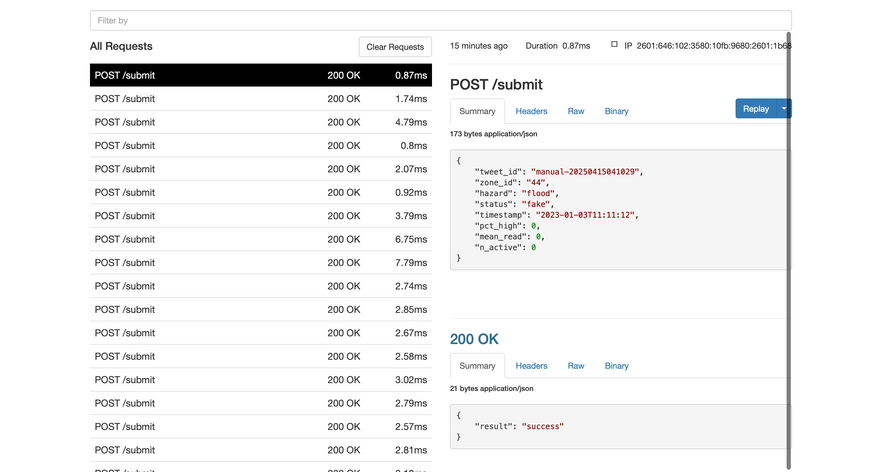 Filter by
All Requests
Clear Requests
POST /submit 200 OK 0.87ms
POST /submit 200 OK 1.74ms
POST /submit 200 OK 4.79ms
POST /submit 200 OK 0.8ms
POST /submit 200 OK 2.07ms
POST /submit 200 OK 0.92ms
POST /submit 200 OK 3.79ms
POST /submit 200 OK 6.75ms
POST /submit 200 OK 7.79ms
POST /submit 200 OK 2.74ms
POST /submit 200 OK 2.85ms
POST /submit 200 OK 2.67ms
POST /submit 200 OK 2.58ms
POST /submit 200 OK 3.02ms
POST /submit 200 OK 2.79ms
POST /submit 200 OK 2.57ms
POST /submit 200 OK 2.81ms
15 minutes ago Duration 0.87ms IP 2601:646:102:3580:10fb:9680:2601:1b68
POST /submit
Summary Headers Raw Binary Replay
173 bytes application/json
{
"tweet_id": "manual-20250415041029",
"zone_id": "44",
"hazard": "flood",
"status": "fake",
"timestamp": "2023-01-03T11:11:12",
"pct_high": 0,
"mean_read": 0,
"n_active": 0
}
200 OK
Summary Headers Raw Binary
21 bytes application/json
{
"result": "success"
}